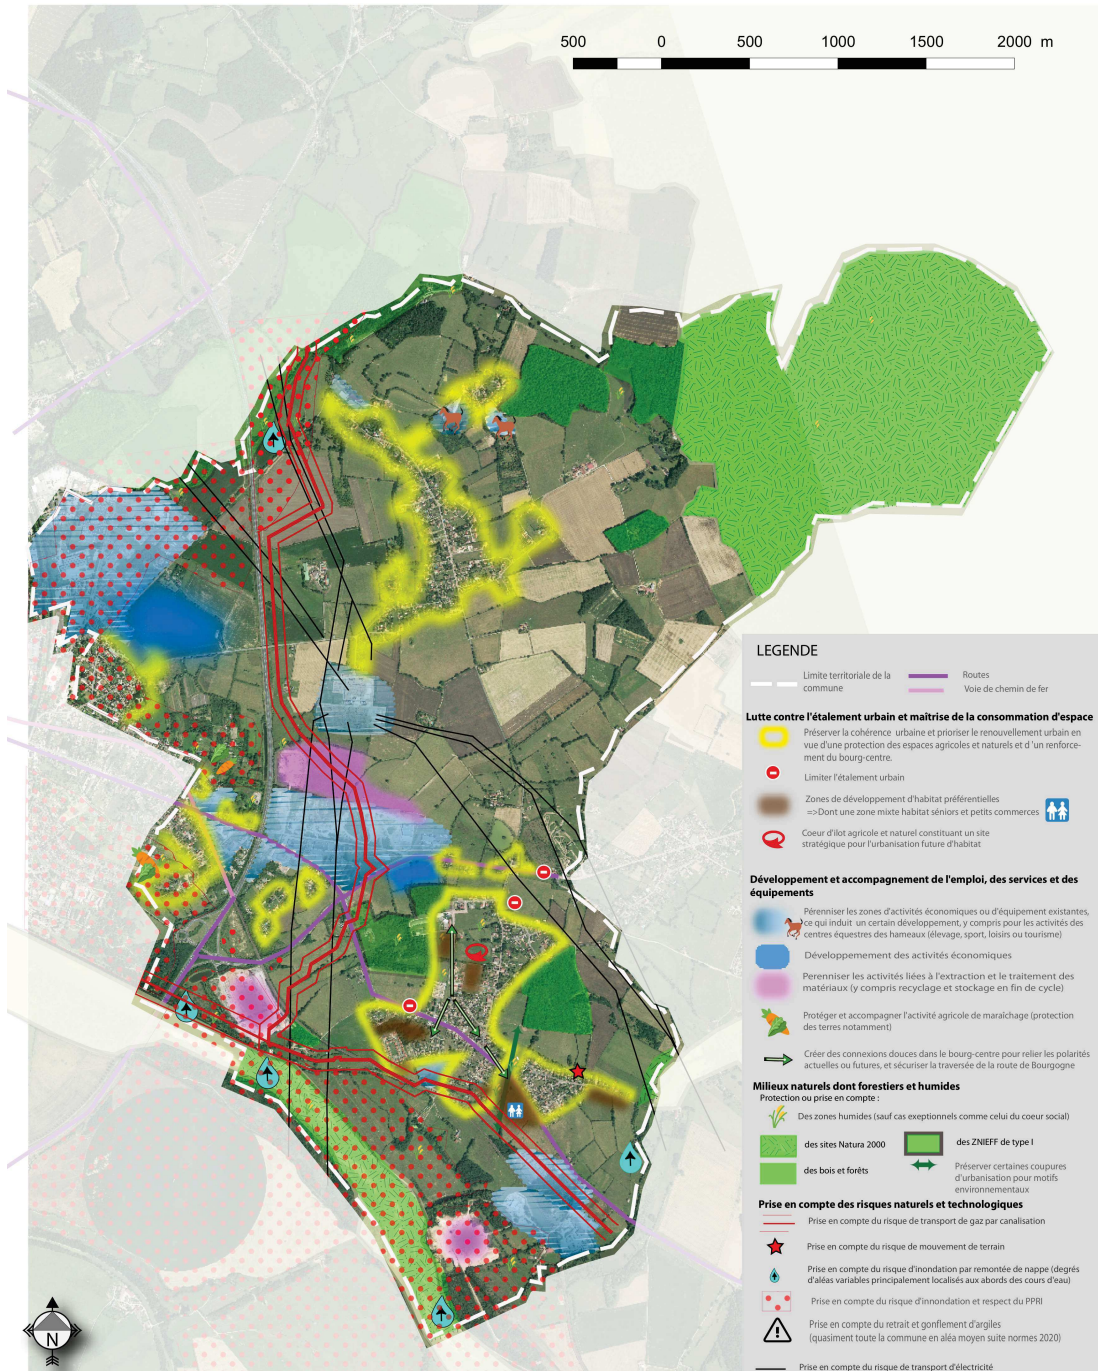 500 0 500 1000 1500 2000 m
LEGENDE
Limite territoriale de la
commune
Routes
Voie de chemin de fer
Lutte contre l'étalement urbain et maîtrise de la consommation d'espace
Préserver la cohérence urbaine et prioriser le renouvellement urbain en
vue d'une protection des espaces agricoles et naturels et d 'un renforce-
ment du bourg-centre.
Limiter l'étalement urbain
Zones de développement d'habitat préférentielles
=>Dont une zone mixte habitat séniors et petits commerces
Coeur d'ilot agricole et naturel constituant un site
stratégique pour l'urbanisation future d'habitat
Développement et accompagnement de l'emploi, des services et des
équipements
Pérenniser les zones d'activités économiques ou d'équipement existantes,
ce qui induit un certain développement, y compris pour les activités des
centres équestres des hameaux (élevage, sport, loisirs ou tourisme)
Développemement des activités économiques
Perenniser les activités liées à l'extraction et le traitement des
matériaux (y compris recyclage et stockage en fin de cycle)
Protéger et accompagner l'activité agricole de maraîchage (protection
des terres notamment)
Créer des connexions douces dans le bourg-centre pour relier les polarités
actuelles ou futures, et sécuriser la traversée de la route de Bourgogne
Milieux naturels dont forestiers et humides
Protection ou prise en compte :
Des zones humides (sauf cas exeptionnels comme celui du coeur social)
des sites Natura 2000
des ZNIEFF de type I
des bois et forêts
Préserver certaines coupures
d'urbanisation pour motifs
environnementaux
Prise en compte des risques naturels et technologiques
Prise en compte du risque de transport de gaz par canalisation
Prise en compte du risque de mouvement de terrain
Prise en compte du risque d'inondation par remontée de nappe (degrés
d'aléas variables principalement localisés aux abords des cours d'eau)
Prise en compte du risque d'innondation et respect du PPRI
Prise en compte du retrait et gonflement d'argiles
(quasiment toute la commune en aléa moyen suite normes 2020)
Prise en compte du risque de transport d'électricité
N